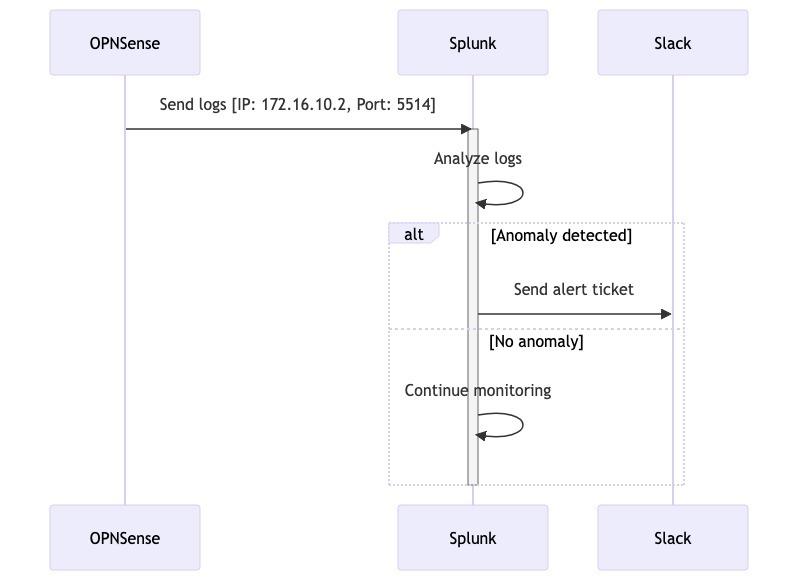 OPNSense
Splunk
Slack
Send logs [IP: 172.16.10.2, Port: 5514]
Analyze logs
alt
[Anomaly detected]
Send alert ticket
[No anomaly]
Continue monitoring
OPNSense
Splunk
Slack